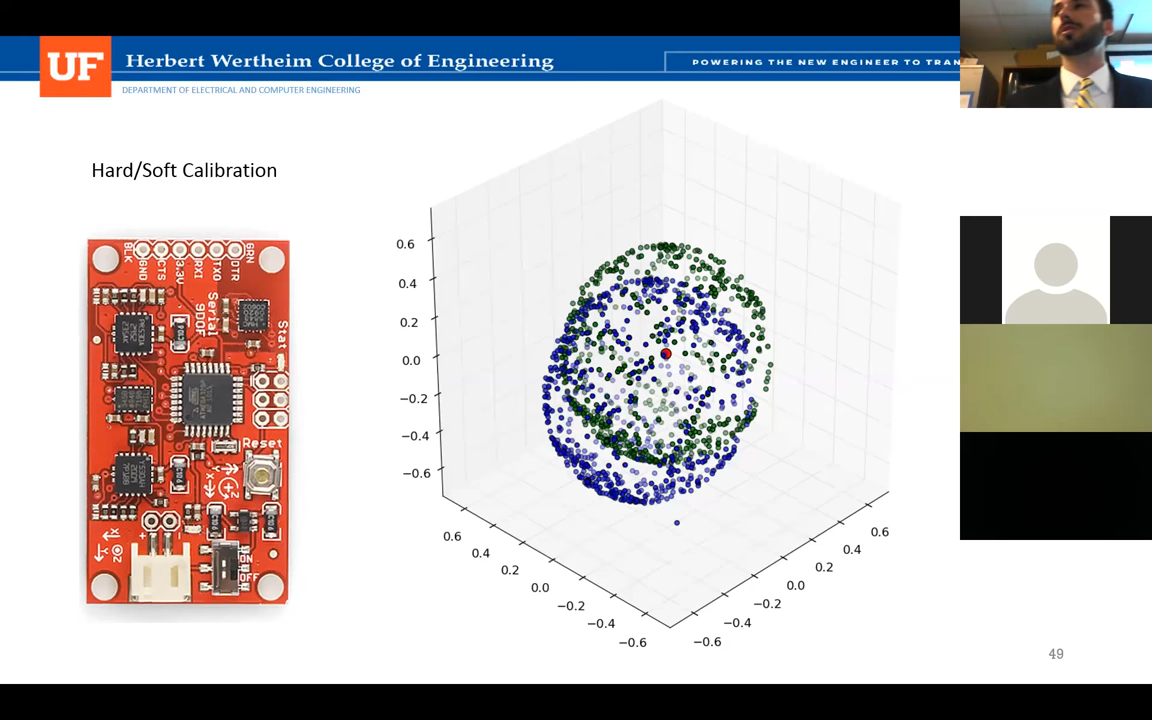 UF
Herbert Wertheim College of Engineering
POWERING THE NEW ENGINEER TO TRAN
DEPARTMENT OF ELECTRICAL AND COMPUTER ENGINEERING
Hard/Soft Calibration
BLK
GND
CTS
3.3V
RXI
TXO
DTR
GRN
Serial
9DOF
Stat
Reset
Y
X
Z
+
-
X
Y
Z
ON
OFF
0.6
0.4
0.2
0.0
−0.2
−0.4
−0.6
0.6
0.4
0.2
0.0
−0.2
−0.4
−0.6
0.6
0.4
0.2
0.0
−0.2
−0.4
−0.6
49